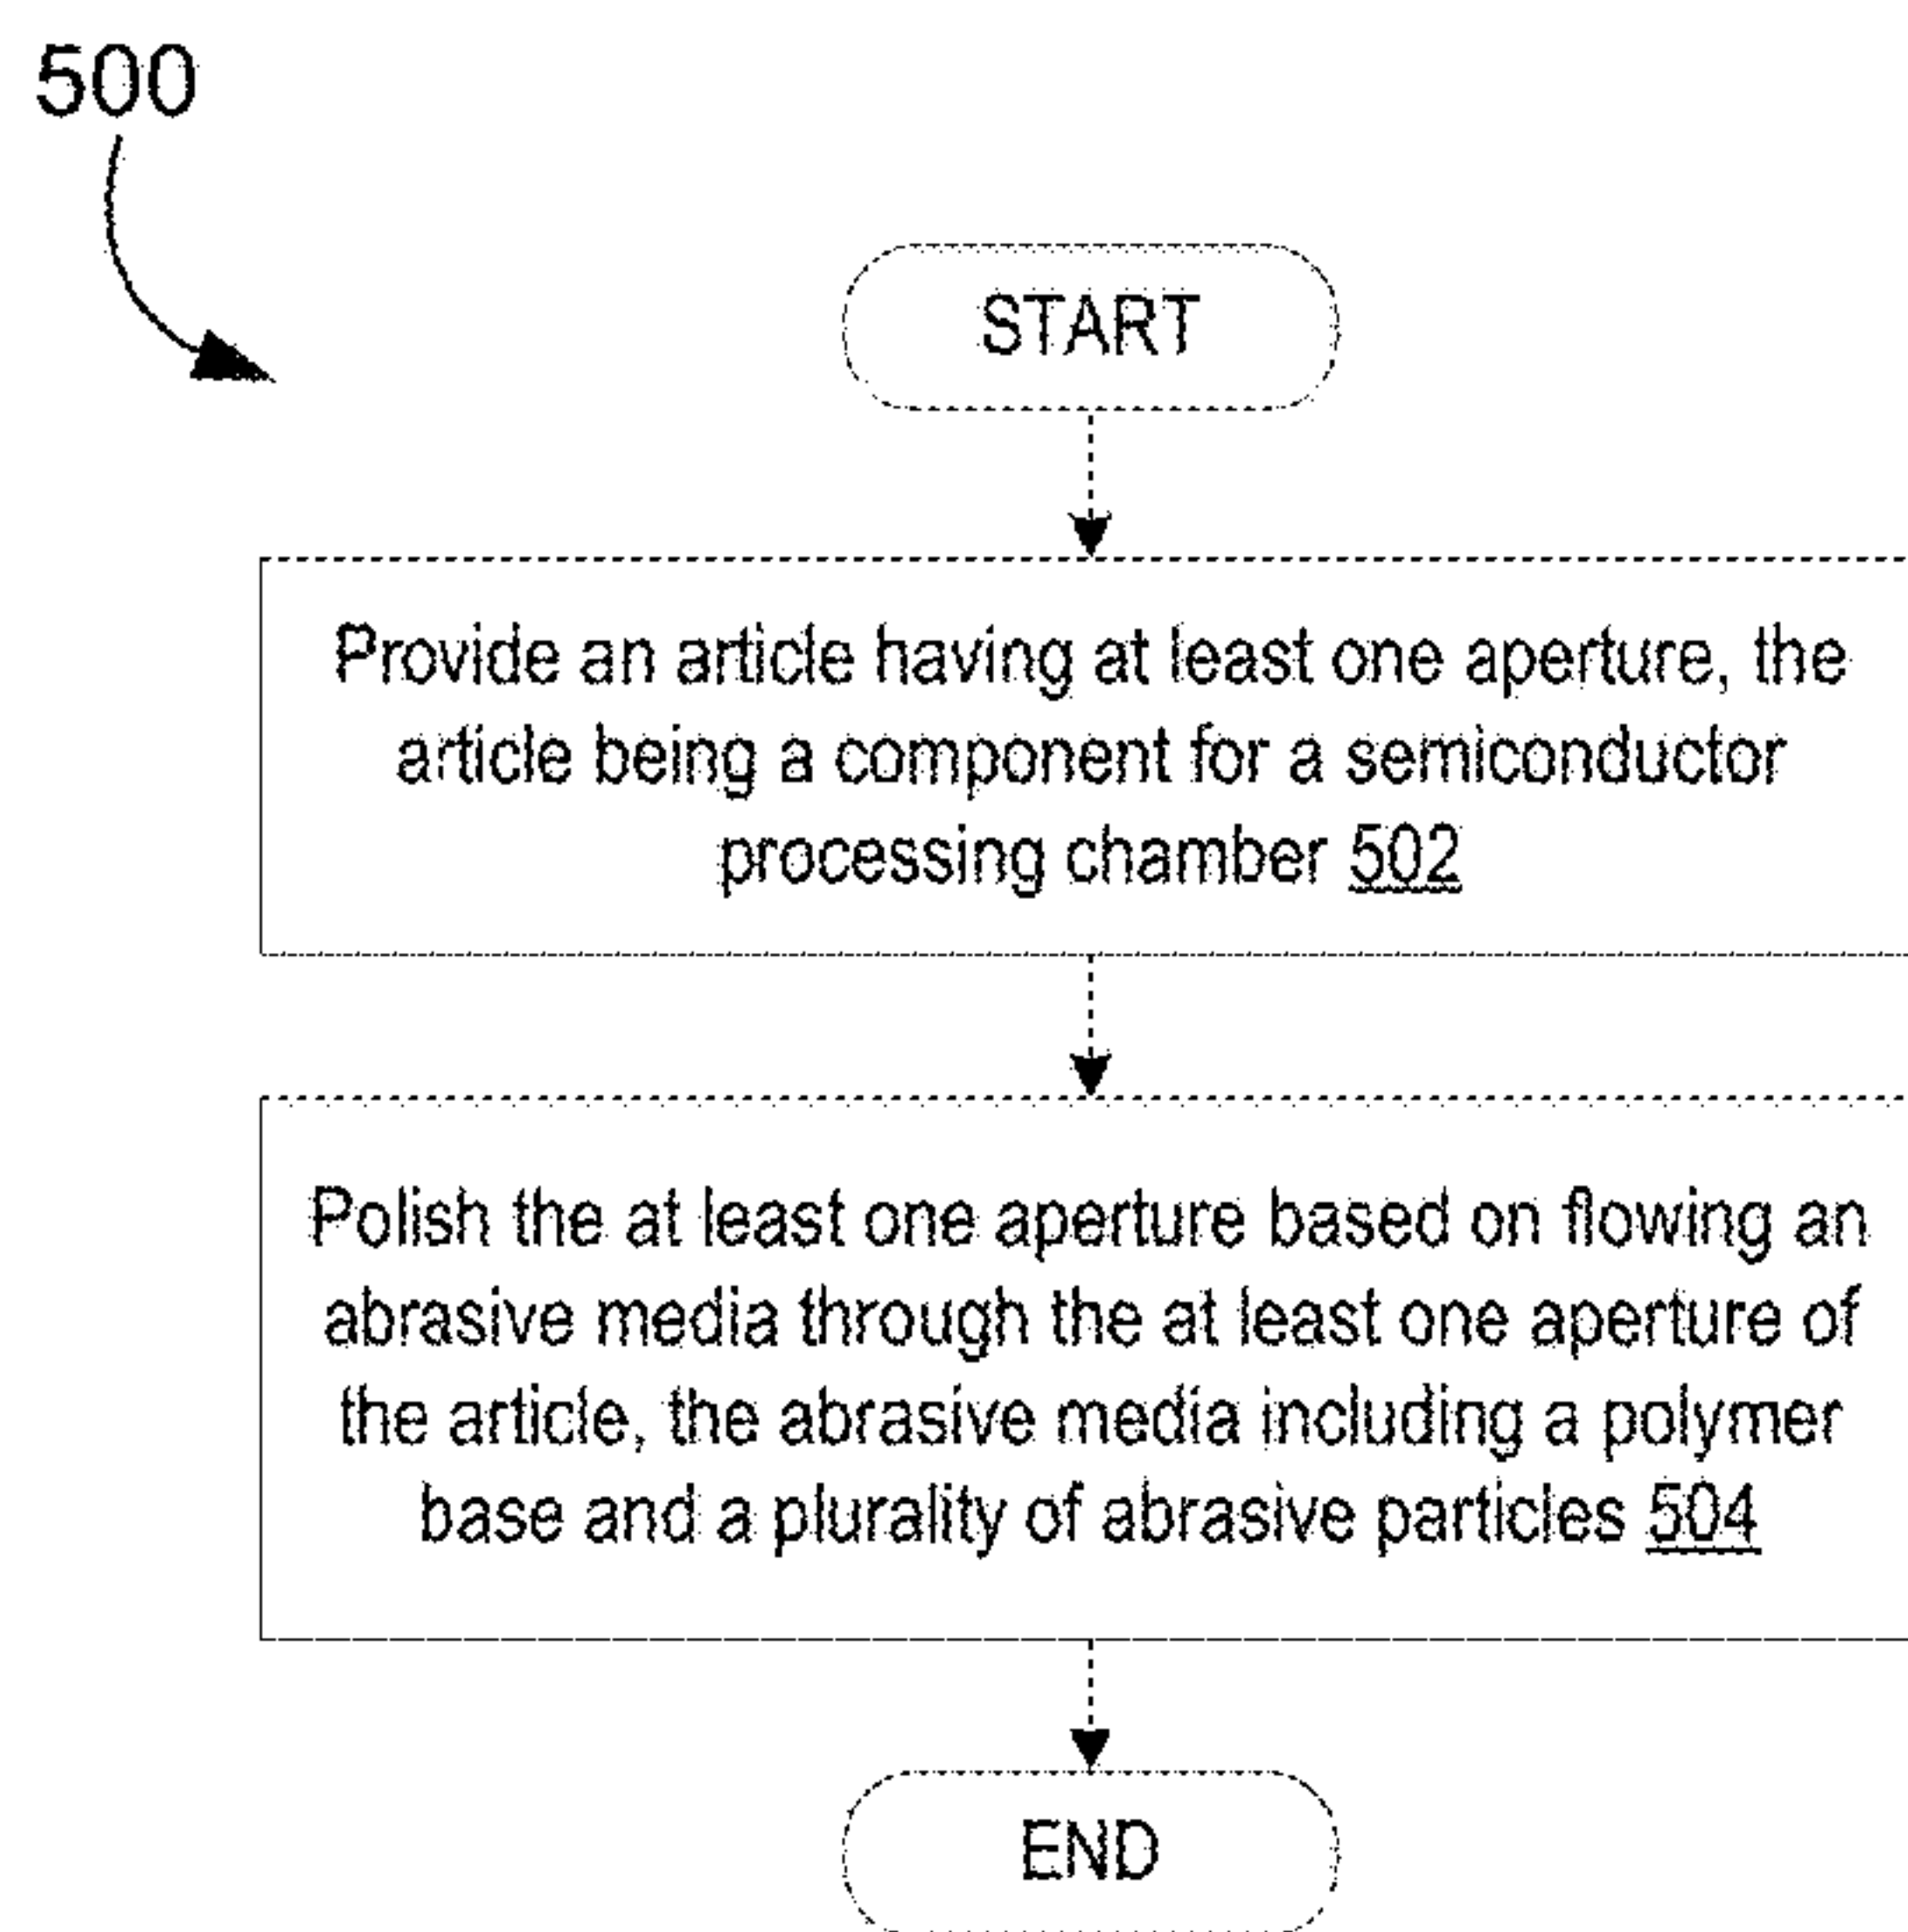 500
START
Provide an article having at least one aperture, the
article being a component for a semiconductor
processing chamber 502
Polish the at least one aperture based on flowing an
abrasive media through the at least one aperture of
the article, the abrasive media including a polymer
base and a plurality of abrasive particles 504
END